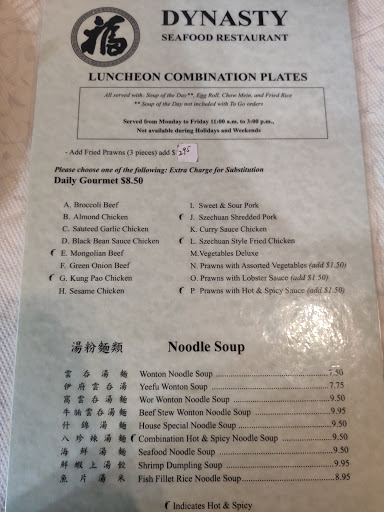 福
DYNASTY
SEAFOOD RESTAURANT
LUNCHEON COMBINATION PLATES
All served with: Soup of the Day**, Egg Roll, Chow Mein, and Fried Rice
** Soup of the Day not included with To Go orders
Served from Monday to Friday 11:00 a.m. to 3:00 p.m.,
Not available during Holidays and Weekends
- Add Fried Prawns (3 pieces) add $2.95
Please choose one of the following: Extra Charge for Substitution
Daily Gourmet $8.50
A. Broccoli Beef
B. Almond Chicken
C. Sauteed Garlic Chicken
D. Black Bean Sauce Chicken
E. Mongolian Beef
F. Green Onion Beef
G. Kung Pao Chicken
H. Sesame Chicken
I. Sweet & Sour Pork
J. Szechuan Shredded Pork
K. Curry Sauce Chicken
L. Szechuan Style Fried Chicken
M.Vegetables Deluxe
N. Prawns with Assorted Vegetables (add $1.50)
O. Prawns with Lobster Sauce (add $1.50)
P. Prawns with Hot & Spicy Sauce (add $1.50)
湯粉麵類 Noodle Soup
雲吞湯麵 Wonton Noodle Soup 7.50
伊府雲吞湯 Yeefu Wonton Soup 7.75
窩雲吞湯麵 Wor Wonton Noodle Soup 9.50
牛腩雲吞湯麵 Beef Stew Wonton Noodle Soup 9.95
什錦湯麵 House Special Noodle Soup 9.50
八珍辣湯麵 Combination Hot & Spicy Noodle Soup 9.50
海鮮湯麵 Seafood Noodle Soup 9.50
鮮蝦上湯餃 Shrimp Dumpling Soup 9.95
魚片湯米 Fish Fillet Rice Noodle Soup 8.95
Indicates Hot & Spicy